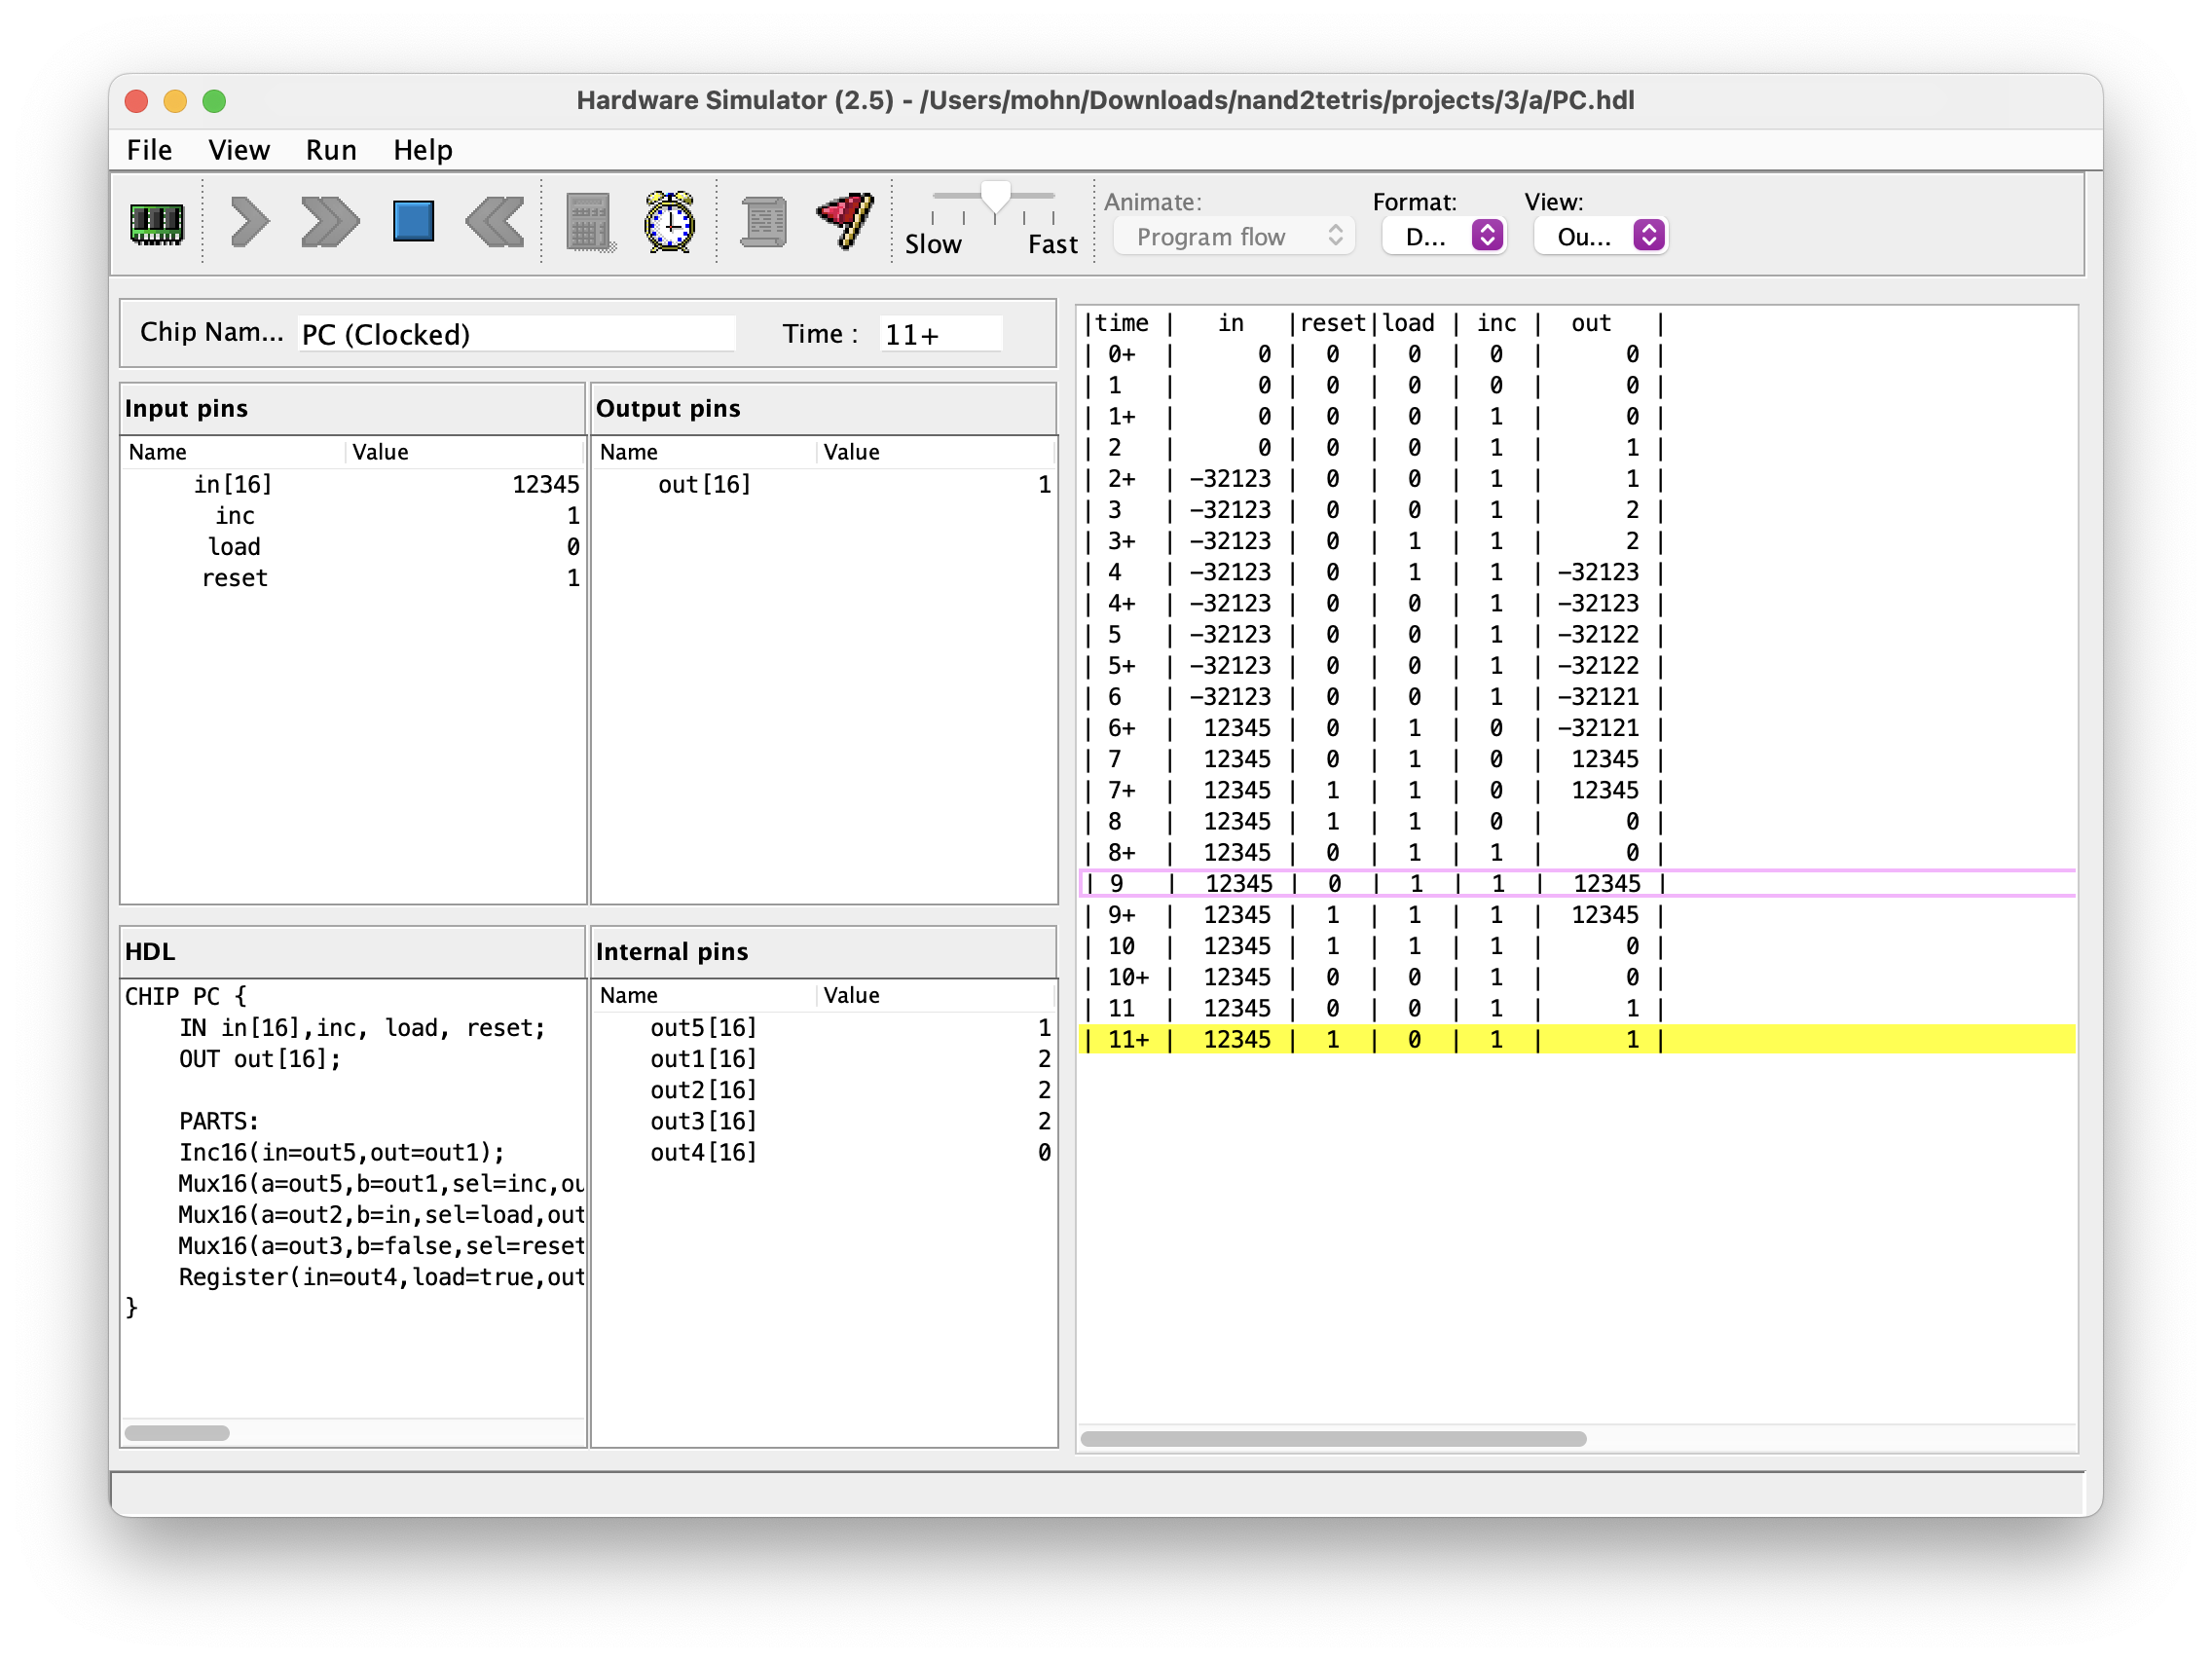 Hardware Simulator (2.5) - /Users/mohn/Downloads/nand2tetris/projects/3/a/PC.hdl
File View Run Help
Slow Fast
Animate: Format: View:
Program flow D... Ou...
Chip Nam... PC (Clocked) Time : 11+
Input pins
Name Value
in[16] 12345
inc 1
load 0
reset 1
Output pins
Name Value
out[16] 1
HDL
CHIP PC {
IN in[16],inc, load, reset;
OUT out[16];
PARTS:
Inc16(in=out5,out=out1);
Mux16(a=out5,b=out1,sel=inc,ou
Mux16(a=out2,b=in,sel=load,out
Mux16(a=out3,b=false,sel=reset
Register(in=out4,load=true,out
}
Internal pins
Name Value
out5[16] 1
out1[16] 2
out2[16] 2
out3[16] 2
out4[16] 0
|time | in |reset|load | inc | out |
| 0+ | 0 | 0 | 0 | 0 | 0 |
| 1 | 0 | 0 | 0 | 0 | 0 |
| 1+ | 0 | 0 | 0 | 1 | 0 |
| 2 | 0 | 0 | 0 | 1 | 1 |
| 2+ | -32123 | 0 | 0 | 1 | 1 |
| 3 | -32123 | 0 | 0 | 1 | 2 |
| 3+ | -32123 | 0 | 1 | 1 | 2 |
| 4 | -32123 | 0 | 1 | 1 | -32123 |
| 4+ | -32123 | 0 | 0 | 1 | -32123 |
| 5 | -32123 | 0 | 0 | 1 | -32122 |
| 5+ | -32123 | 0 | 0 | 1 | -32122 |
| 6 | -32123 | 0 | 0 | 1 | -32121 |
| 6+ | 12345 | 0 | 1 | 0 | -32121 |
| 7 | 12345 | 0 | 1 | 0 | 12345 |
| 7+ | 12345 | 1 | 1 | 0 | 12345 |
| 8 | 12345 | 1 | 1 | 0 | 0 |
| 8+ | 12345 | 0 | 1 | 1 | 0 |
| 9 | 12345 | 0 | 1 | 1 | 12345 |
| 9+ | 12345 | 1 | 1 | 1 | 12345 |
| 10 | 12345 | 1 | 1 | 1 | 0 |
| 10+ | 12345 | 0 | 0 | 1 | 0 |
| 11 | 12345 | 0 | 0 | 1 | 1 |
| 11+ | 12345 | 1 | 0 | 1 | 1 |